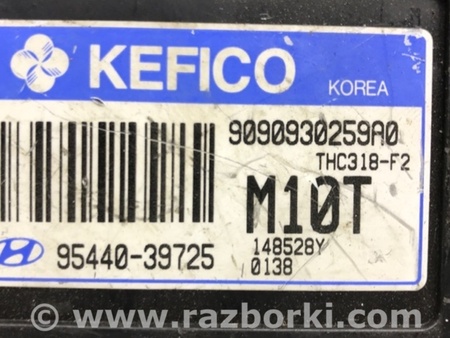 KEFICO
KOREA
9090930259A0
THC318-F2
M10T
148528Y
0138
95440-39725
www.razborki.com